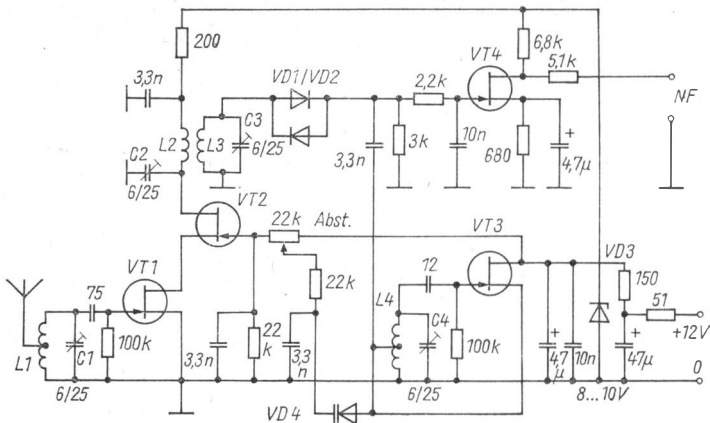 200
6,8k
5,1k
3,3n
VD1/VD2
VT4
2,2k
NF
C3
6/25
L2
L3
C2
6/25
3,3n
3k
10n
680
+
4,7µ
VT2
22k
Abst.
VT3
VD3
VT1
22k
12
150
75
L4
51
+12V
C4
L1
C1
100k
3,3n
22
k
3,3
n
100k
+
4,7
µ
10n
+
47µ
0
6/25
6/25
8...10V
VD4